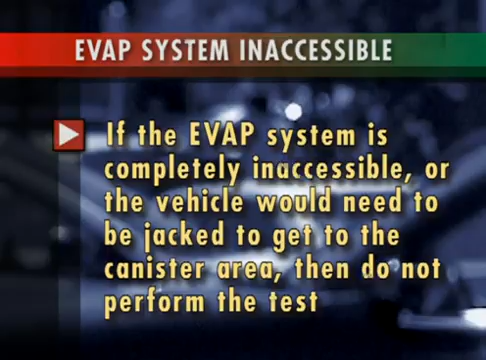 EVAP SYSTEM INACCESSIBLE
If the EVAP system is
completely inaccessible, or
the vehicle would need to
be jacked to get to the
canister area, then do not
perform the test